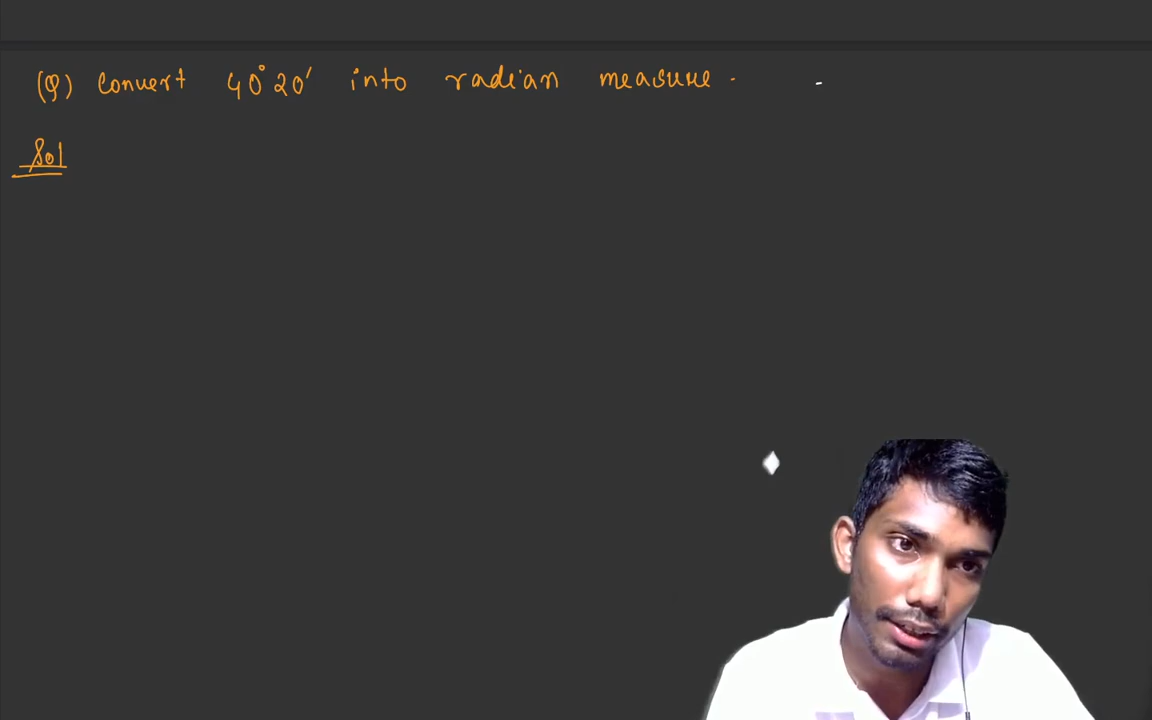 (Q) convert 40°20′ into radian measure.
Sol